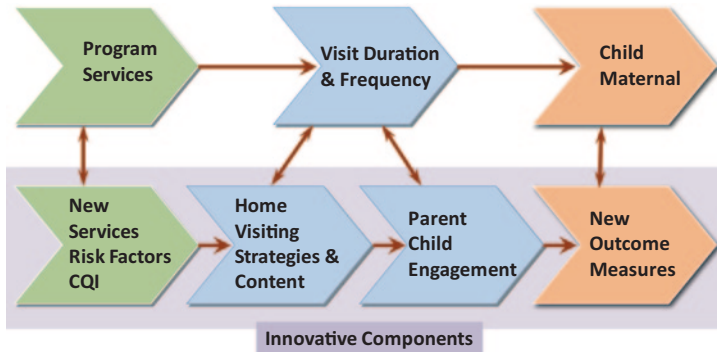 Program
Services
Visit Duration
& Frequency
Child
Maternal
New
Services
Risk Factors
CQI
Home
Visiting
Strategies &
Content
Parent
Child
Engagement
New
Outcome
Measures
Innovative Components